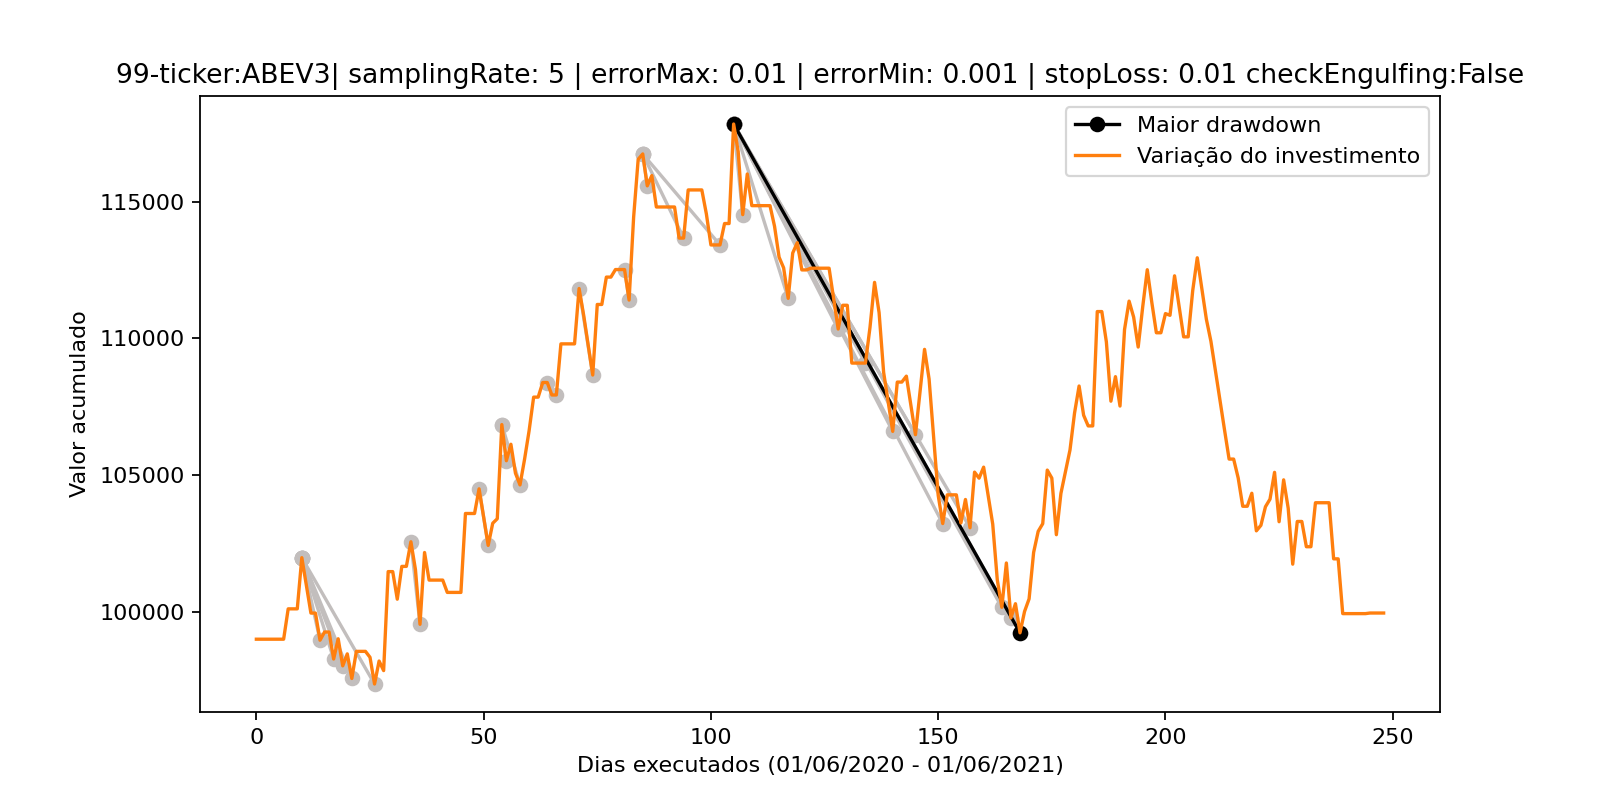 99-ticker:ABEV3| samplingRate: 5 | errorMax: 0.01 | errorMin: 0.001 | stopLoss: 0.01 checkEngulfing:False
Maior drawdown
Variação do investimento
Valor acumulado
115000
110000
105000
100000
0 50 100 150 200 250
Dias executados (01/06/2020 - 01/06/2021)